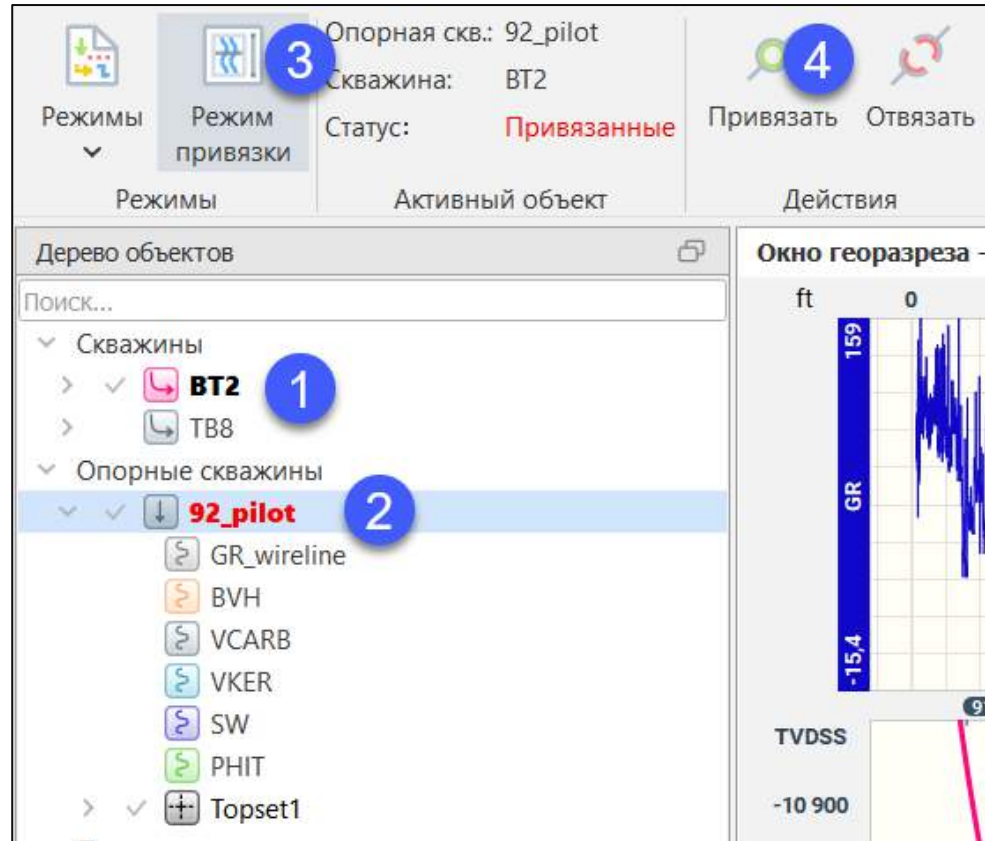 Опорная скв.: 92_pilot
3
Скважина: BT2
4
Режимы
Режим привязки
Статус: Привязанные
Привязать
Отвязать
Режимы
Активный объект
Действия
Дерево объектов
Окно георазреза -
Поиск...
ft 0
Скважины
159
BT2
1
TB8
Опорные скважины
GR
92_pilot
2
GR_wireline
BVH
VCARB
-15,4
VKER
SW
TVDSS
PHIT
Topset1
-10 900